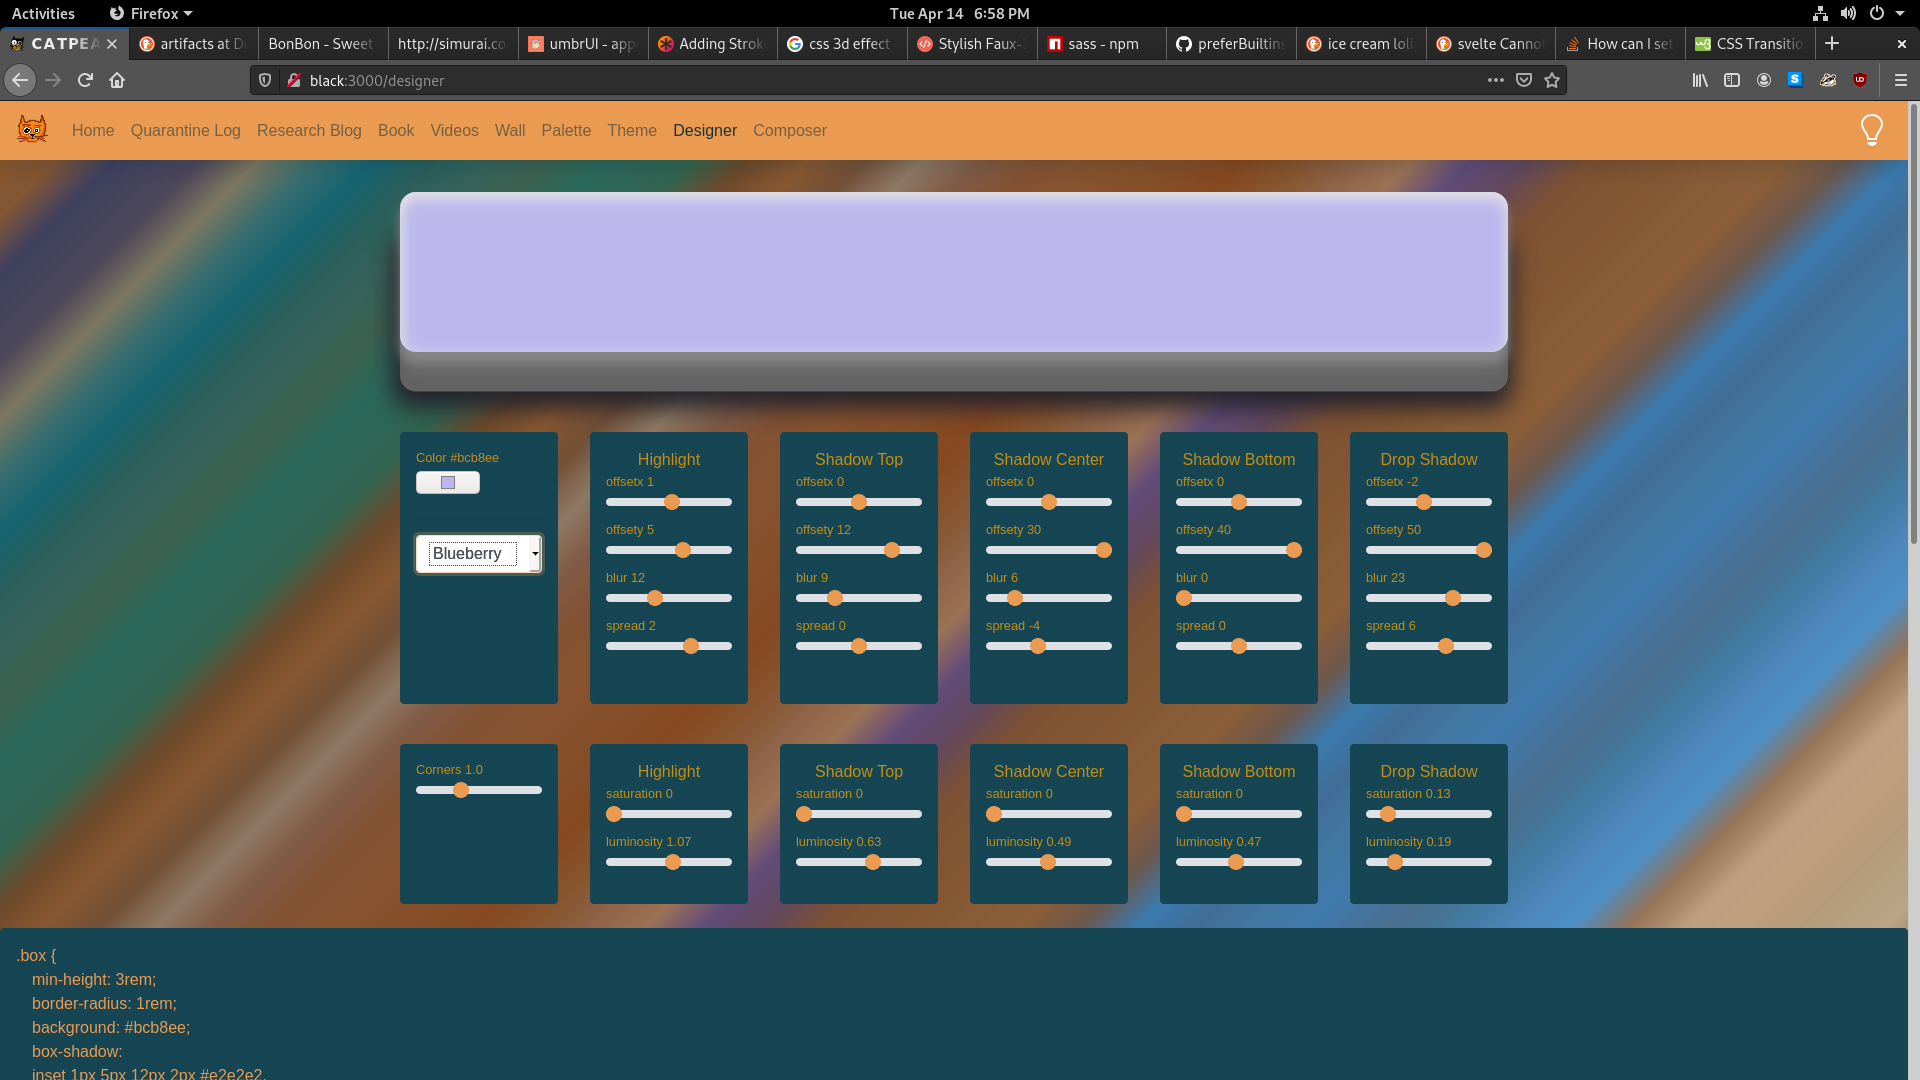 Activities
Firefox
Tue Apr 14 6:58 PM
CATPEA
artifacts at Du
BonBon - Sweet
http://simurai.co
umbrUI - app
Adding Strok
css 3d effect
Stylish Faux-3
sass - npm
preferBuiltins
ice cream loli
svelte Canno
How can I set
CSS Transitio
black:3000/designer
Home
Quarantine Log
Research Blog
Book
Videos
Wall
Palette
Theme
Designer
Composer
Color #bcb8ee
Blueberry
Highlight
offsetx 1
offsety 5
blur 12
spread 2
Shadow Top
offsetx 0
offsety 12
blur 9
spread 0
Shadow Center
offsetx 0
offsety 30
blur 6
spread -4
Shadow Bottom
offsetx 0
offsety 40
blur 0
spread 0
Drop Shadow
offsetx -2
offsety 50
blur 23
spread 6
Corners 1.0
Highlight
saturation 0
luminosity 1.07
Shadow Top
saturation 0
luminosity 0.63
Shadow Center
saturation 0
luminosity 0.49
Shadow Bottom
saturation 0
luminosity 0.47
Drop Shadow
saturation 0.13
luminosity 0.19
.box {
min-height: 3rem;
border-radius: 1rem;
background: #bcb8ee;
box-shadow:
inset 1px 5px 12px 2px #e2e2e2,